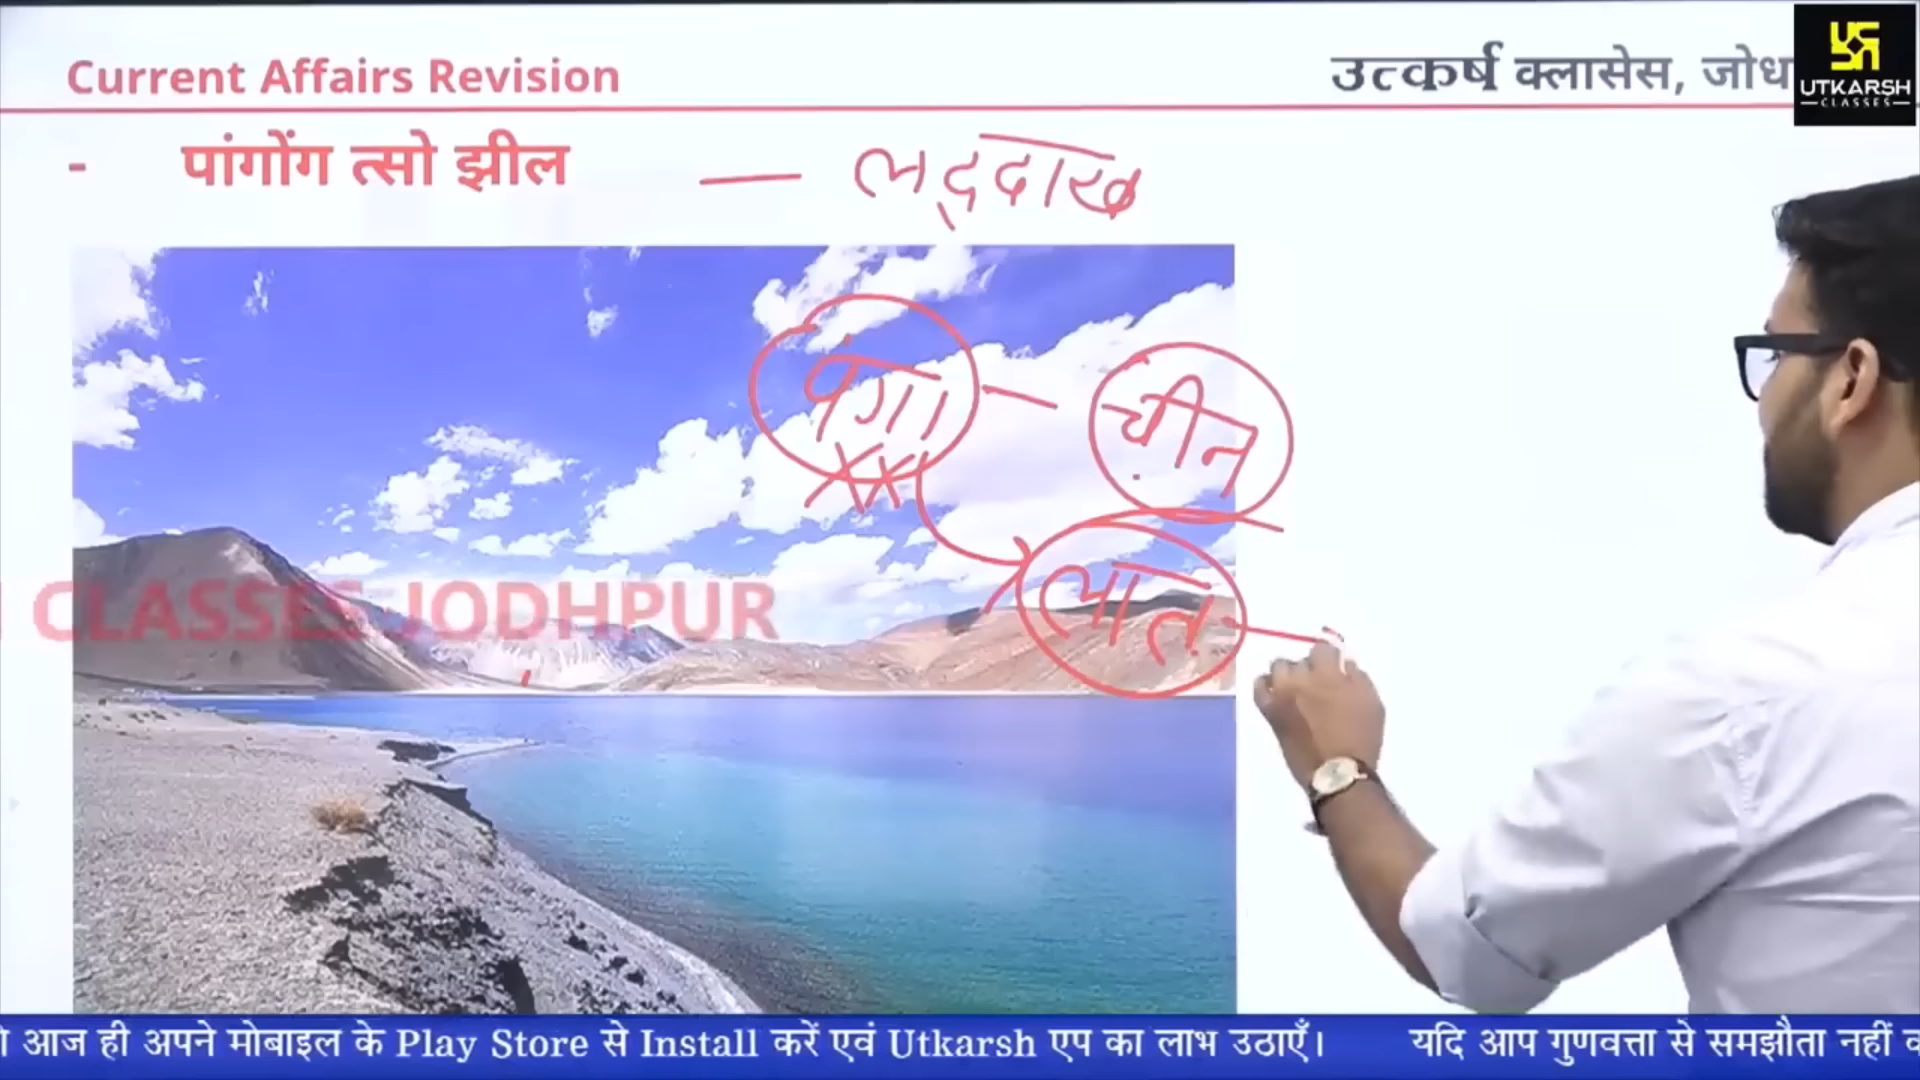 Current Affairs Revision
उत्कर्ष क्लासेस, जोध
UTKARSH
CLASSES
- पांगोंग त्सो झील — लद्दाख
पंगा — चीन
लात
CLASSES JODHPUR
आज ही अपने मोबाइल के Play Store से Install करें एवं Utkarsh एप का लाभ उठाएँ। यदि आप गुणवत्ता से समझौता नहीं